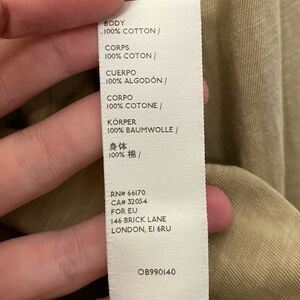 BODY
100% COTTON /
CORPS
100% COTON /
CUERPO
100% ALGODÓN /
CORPO
100% COTONE /
KÖRPER
100% BAUMWOLLE /
身体
100% 棉 /
RN# 66170
CA# 32054
FOR EU
146 BRICK LANE
LONDON, E1 6RU
OB990140